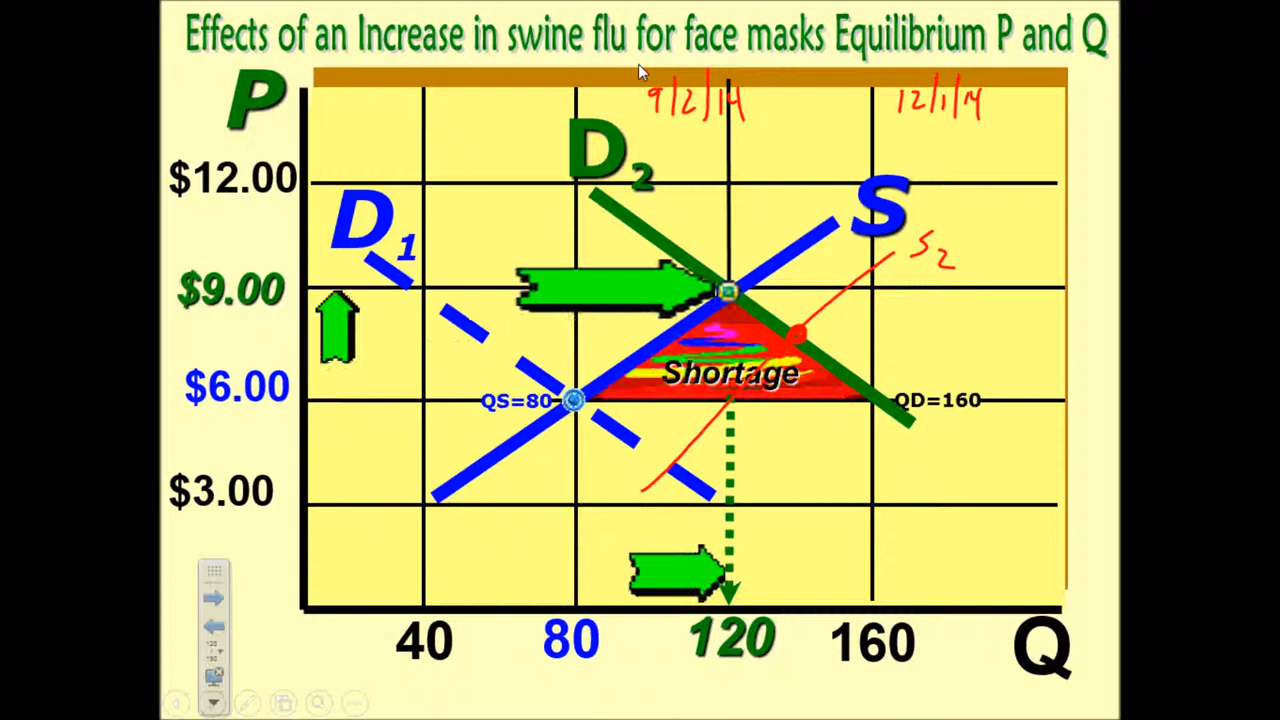 Effects of an Increase in swine flu for face masks Equilibrium P and Q
P
9/2/14
12/1/14
D2
$12.00
D1
S
S2
$9.00
Shortage
$6.00
QS=80
QD=160
$3.00
40
80
120
160
Q